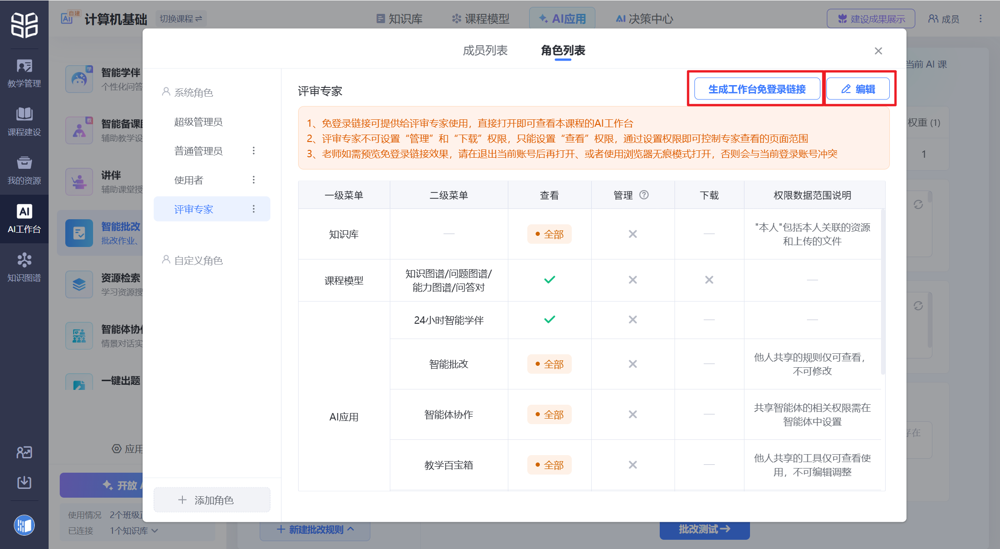 自建
计算机基础
切换课程
知识库
课程模型
AI应用
AI 决策中心
建设成果展示
成员
教学管理
课程建设
我的资源
AI
AI工作台
知识图谱
学
智能学伴
个性化问答
教
智能备课
辅助教学设
讲伴
辅助课堂授
智能批改
批改作业、
资源检索
学习资源搜
智能体协作
情景对话实
一键出题
应用
开放
使用情况 2个班级
已连接 1个知识库
成员列表
角色列表
系统角色
超级管理员
普通管理员
使用者
评审专家
自定义角色
添加角色
评审专家
生成工作台免登录链接
编辑
1、免登录链接可提供给评审专家使用，直接打开即可查看本课程的AI工作台
2、评审专家不可设置“管理”和“下载”权限，只能设置“查看”权限，通过设置权限即可控制专家查看的页面范围
3、老师如需预览免登录链接效果，请在退出当前账号后再打开、或者使用浏览器无痕模式打开，否则会与当前登录账号冲突
一级菜单 二级菜单 查看 管理 下载 权限数据范围说明
知识库 — 全部 — "本人"包括本人关联的资源
和上传的文件
课程模型 知识图谱/问题图谱/
能力图谱/问答对 —
AI应用
24小时智能学伴 — —
智能批改 全部 — 他人共享的规则仅可查看，
不可修改
智能体协作 全部 — 共享智能体的相关权限需在
智能体中设置
教学百宝箱 全部 — 他人共享的工具仅可查看使
用，不可编辑调整
当前 AI 课
权重 (1)
1
存在
新建批改规则
批改测试